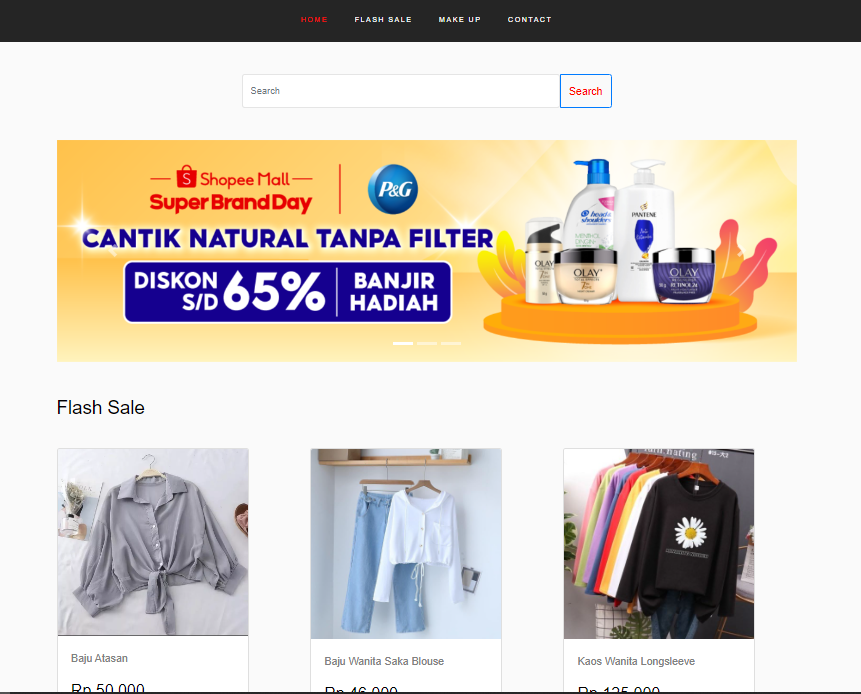 HOME FLASH SALE MAKE UP CONTACT
Search Search
Shopee Mall
Super Brand Day
P&G
CANTIK NATURAL TANPA FILTER
DISKON S/D 65%
BANJIR HADIAH
head & shoulders
MENTHOL
PANTENE
OLAY
OLAY
OLAY
RETINOL24
Flash Sale
Baju Atasan
Baju Wanita Saka Blouse
Kaos Wanita Longsleeve
Rp 50.000
Rp 46.000
Rp 125.000